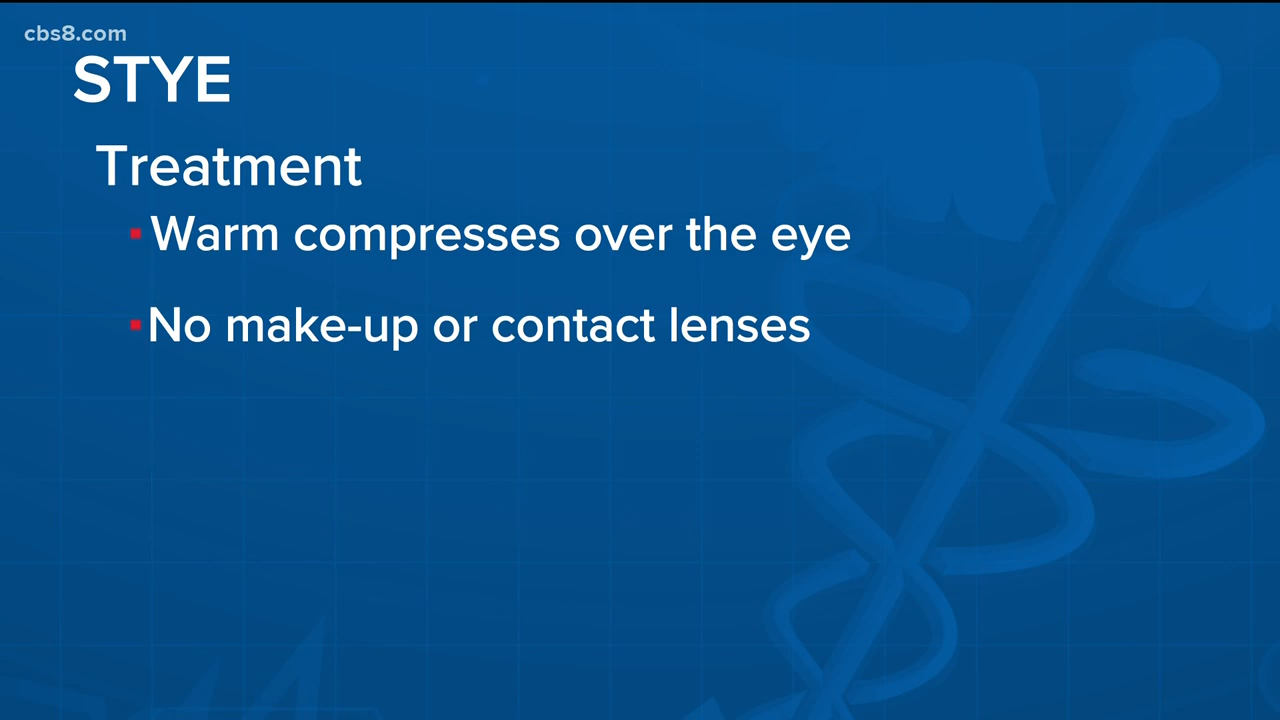 cbs8.com
STYE
Treatment
▪ Warm compresses over the eye
▪ No make-up or contact lenses